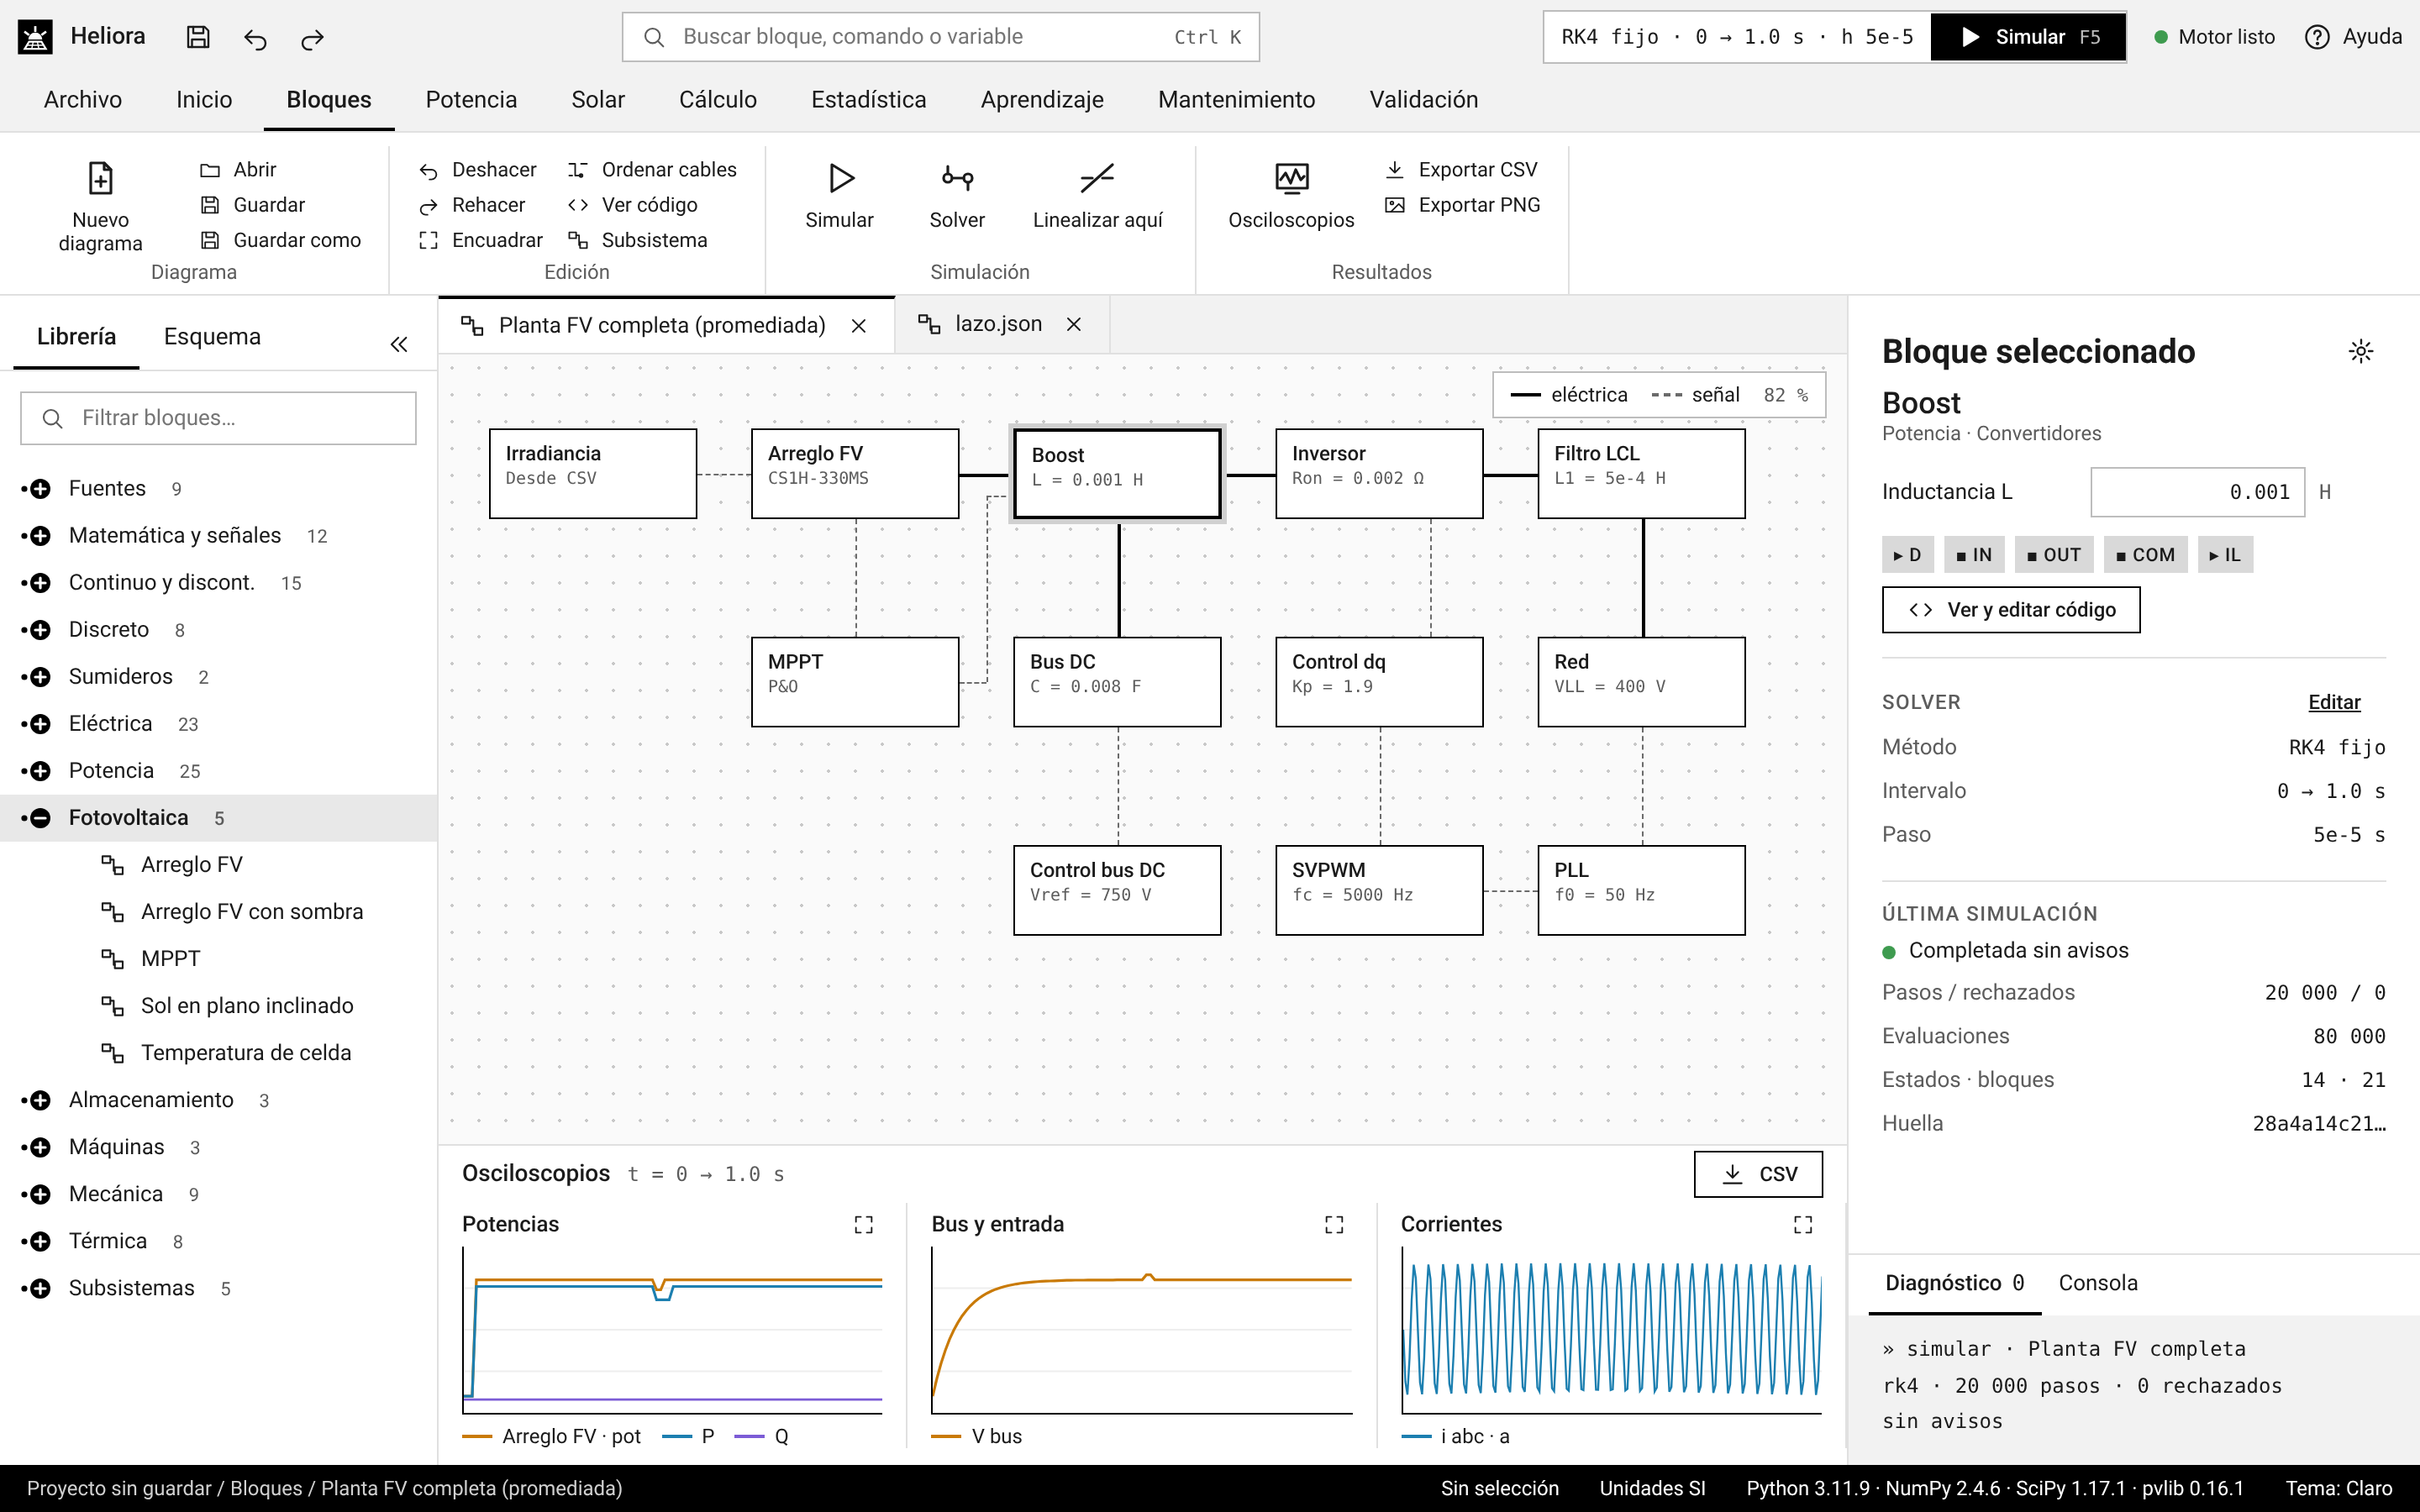 Heliora
Buscar bloque, comando o variable
Ctrl K
RK4 fijo · 0 → 1.0 s · h 5e-5
Simular F5
Motor listo
Ayuda
Archivo
Inicio
Bloques
Potencia
Solar
Cálculo
Estadística
Aprendizaje
Mantenimiento
Validación
Nuevo
diagrama
Abrir
Guardar
Guardar como
Diagrama
Deshacer
Rehacer
Encuadrar
Ordenar cables
Ver código
Subsistema
Edición
Simular
Solver
Linealizar aquí
Simulación
Osciloscopios
Exportar CSV
Exportar PNG
Resultados
Librería
Esquema
Filtrar bloques...
Fuentes 9
Matemática y señales 12
Continuo y discont. 15
Discreto 8
Sumideros 2
Eléctrica 23
Potencia 25
Fotovoltaica 5
Arreglo FV
Arreglo FV con sombra
MPPT
Sol en plano inclinado
Temperatura de celda
Almacenamiento 3
Máquinas 3
Mecánica 9
Térmica 8
Subsistemas 5
Planta FV completa (promediada)
lazo.json
eléctrica
señal
82 %
Irradiancia
Desde CSV
Arreglo FV
CS1H-330MS
Boost
L = 0.001 H
Inversor
Ron = 0.002 Ω
Filtro LCL
L1 = 5e-4 H
MPPT
P&O
Bus DC
C = 0.008 F
Control dq
Kp = 1.9
Red
VLL = 400 V
Control bus DC
Vref = 750 V
SVPWM
fc = 5000 Hz
PLL
f0 = 50 Hz
Osciloscopios t = 0 → 1.0 s
CSV
Potencias
Arreglo FV · pot
P
Q
Bus y entrada
V bus
Corrientes
i abc · a
Bloque seleccionado
Boost
Potencia · Convertidores
Inductancia L 0.001 H
▸ D
▪ IN
▪ OUT
▪ COM
▸ IL
Ver y editar código
SOLVER Editar
Método RK4 fijo
Intervalo 0 → 1.0 s
Paso 5e-5 s
ÚLTIMA SIMULACIÓN
Completada sin avisos
Pasos / rechazados 20 000 / 0
Evaluaciones 80 000
Estados · bloques 14 · 21
Huella 28a4a14c21…
Diagnóstico 0
Consola
» simular · Planta FV completa
rk4 · 20 000 pasos · 0 rechazados
sin avisos
Proyecto sin guardar / Bloques / Planta FV completa (promediada)
Sin selección
Unidades SI
Python 3.11.9 · NumPy 2.4.6 · SciPy 1.17.1 · pvlib 0.16.1
Tema: Claro